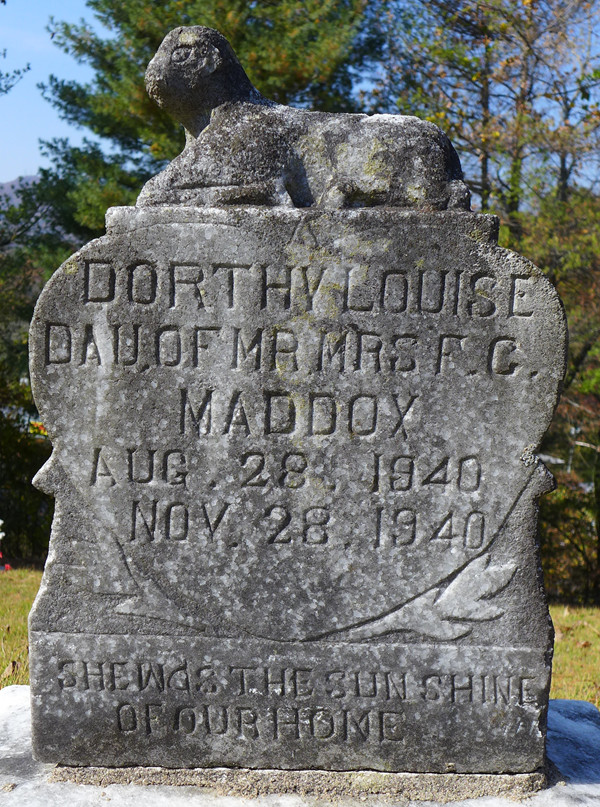 DORTHY LOUISE
DAU. OF MR MRS F. G.
MADDOX
AUG. 28. 1940
NOV. 28. 1940
SHE WAS THE SUN SHINE
OF OUR HOME